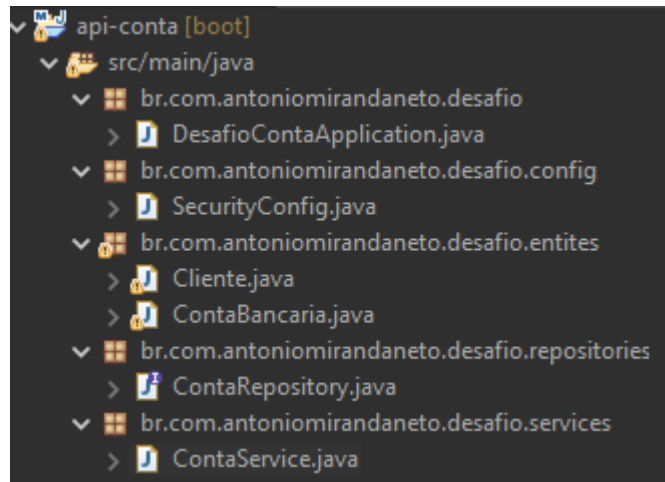 api-conta [boot]
src/main/java
br.com.antoniomirandaneto.desafio
DesafioContaApplication.java
br.com.antoniomirandaneto.desafio.config
SecurityConfig.java
br.com.antoniomirandaneto.desafio.entites
Cliente.java
ContaBancaria.java
br.com.antoniomirandaneto.desafio.repositories
ContaRepository.java
br.com.antoniomirandaneto.desafio.services
ContaService.java